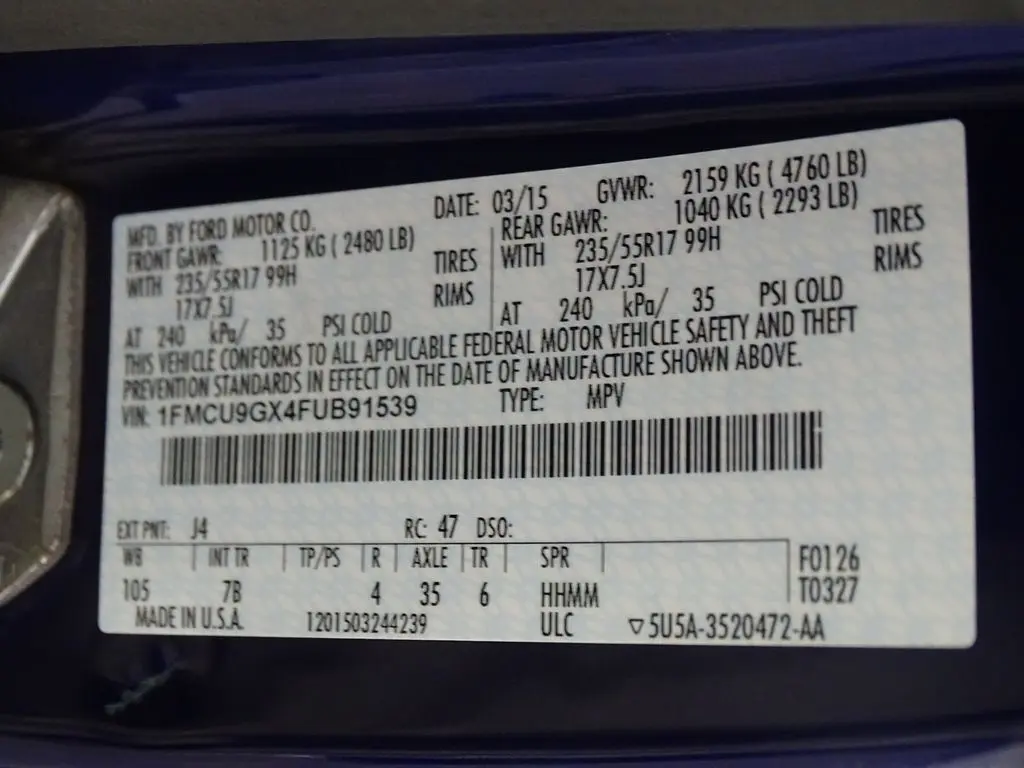 MFD. BY FORD MOTOR CO. DATE: 03/15 GVWR: 2159 KG ( 4760 LB)
FRONT GAWR: 1125 KG ( 2480 LB) REAR GAWR: 1040 KG ( 2293 LB)
WITH 235/55R17 99H TIRES WITH 235/55R17 99H TIRES
17X7.5J RIMS 17X7.5J RIMS
AT 240 kPa/ 35 PSI COLD AT 240 kPa/ 35 PSI COLD
THIS VEHICLE CONFORMS TO ALL APPLICABLE FEDERAL MOTOR VEHICLE SAFETY AND THEFT
PREVENTION STANDARDS IN EFFECT ON THE DATE OF MANUFACTURE SHOWN ABOVE.
VIN: 1FMCU9GX4FUB91539 TYPE: MPV
EXT PNT: J4 RC: 47 DSO:
WB INT TR TP/PS R AXLE TR SPR F0126
105 7B 4 35 6 HHMM T0327
MADE IN U.S.A. 1201503244239 ULC ▽5U5A-3520472-AA